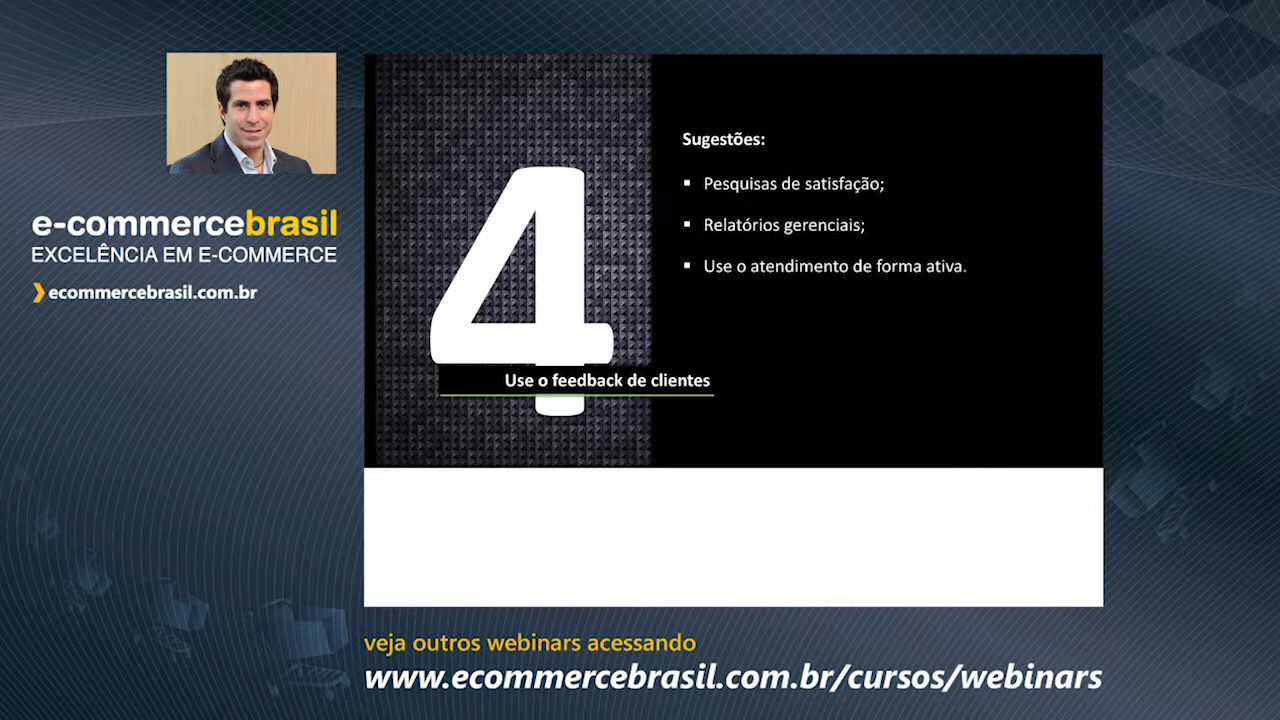 e-commercebrasil
EXCELÊNCIA EM E-COMMERCE
ecommercebrasil.com.br
4
Use o feedback de clientes
Sugestões:
▪ Pesquisas de satisfação;
▪ Relatórios gerenciais;
▪ Use o atendimento de forma ativa.
veja outros webinars acessando
www.ecommercebrasil.com.br/cursos/webinars